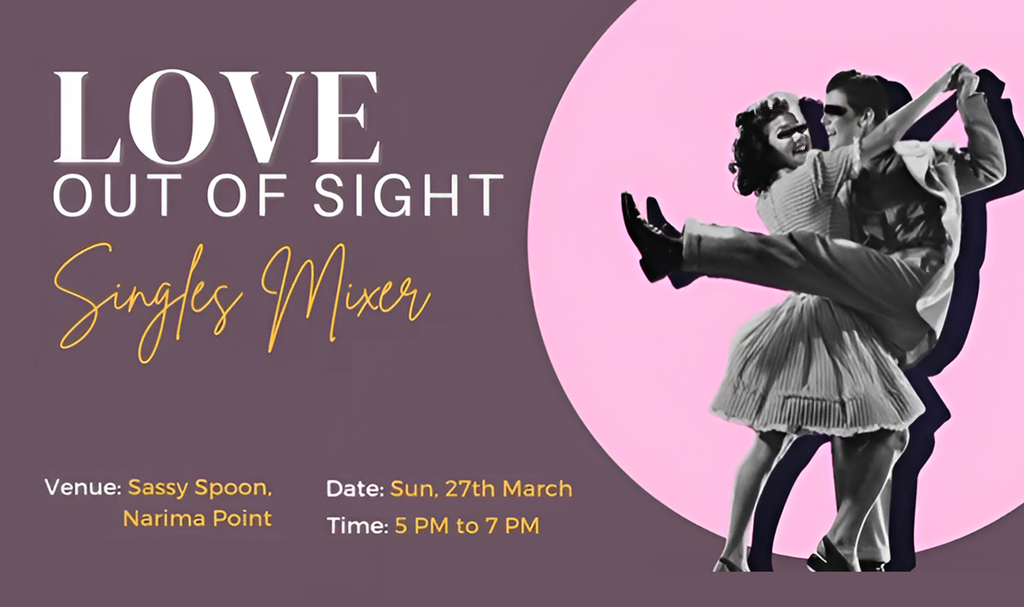 LOVE
OUT OF SIGHT
Singles Mixer
Venue: Sassy Spoon,
Narima Point
Date: Sun, 27th March
Time: 5 PM to 7 PM